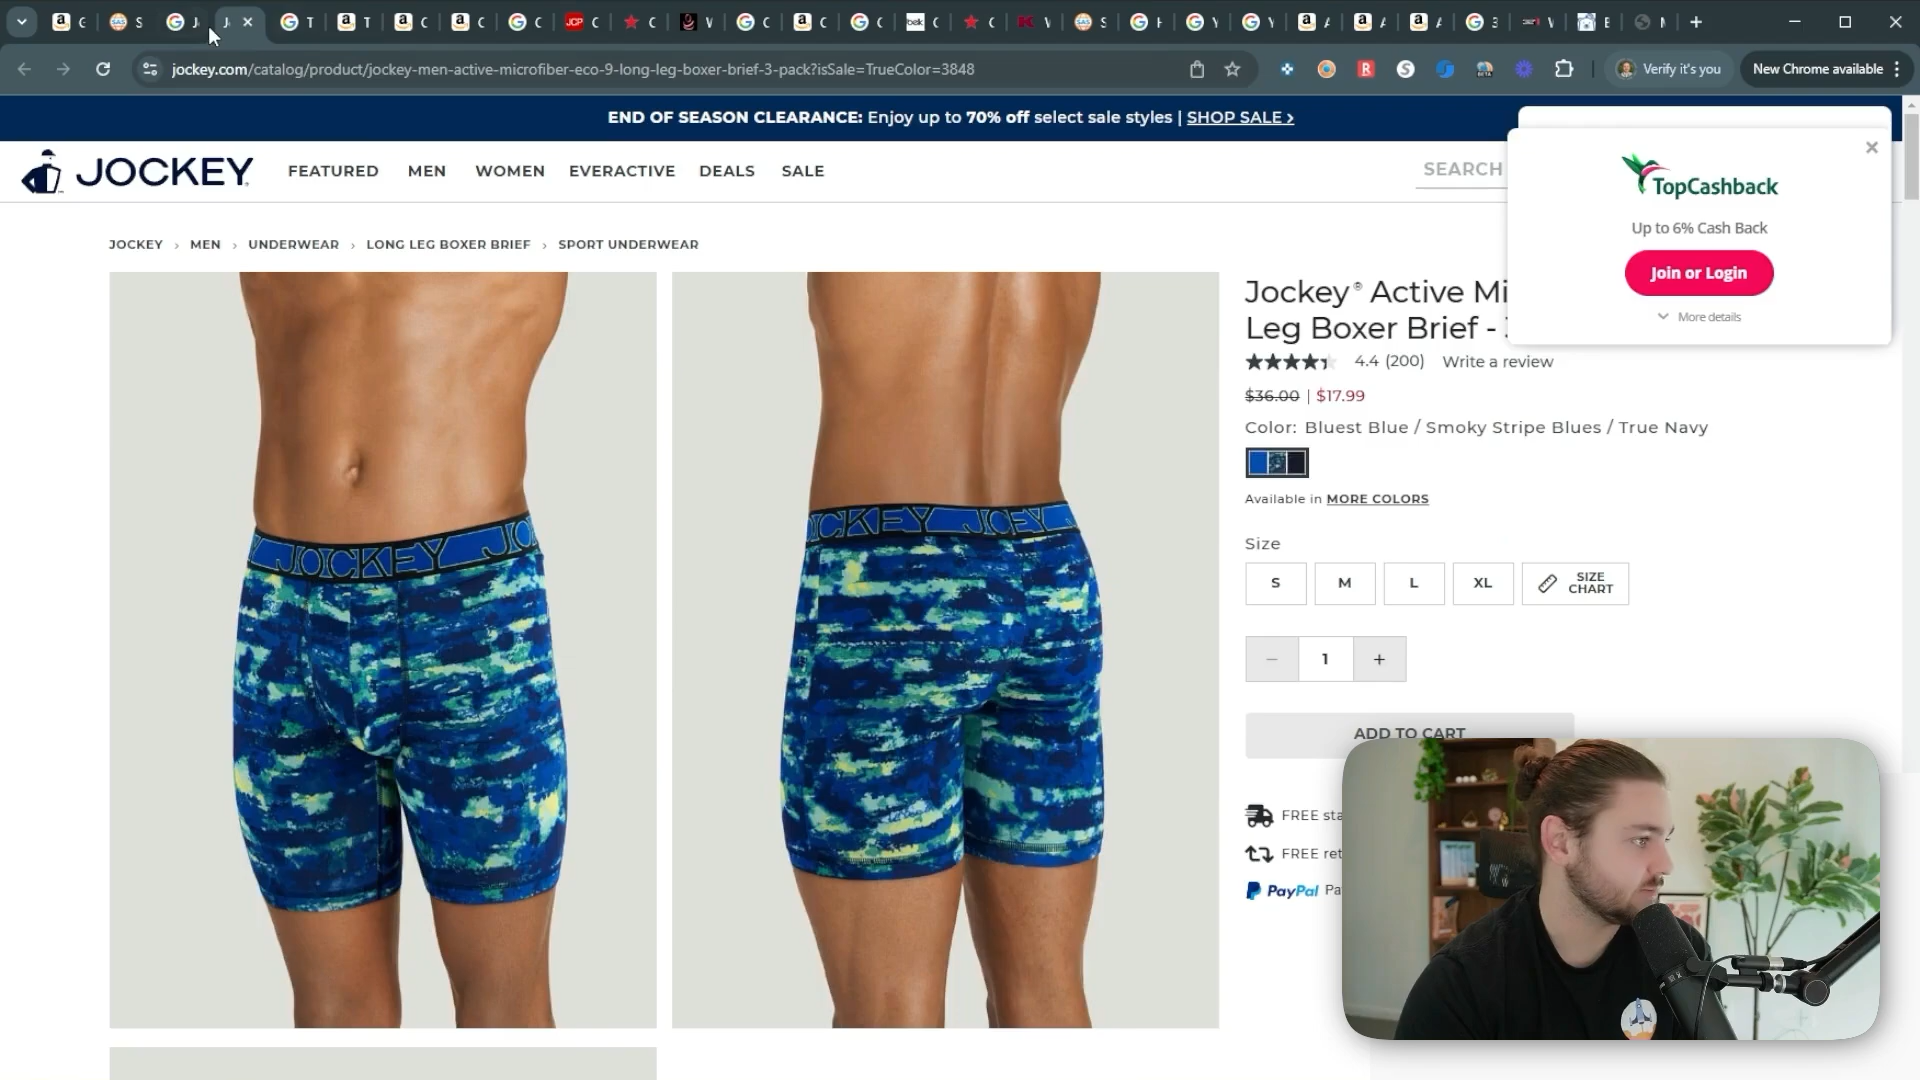 jockey.com/catalog/product/jockey-men-active-microfiber-eco-9-long-leg-boxer-brief-3-pack?isSale=TrueColor=3848
Verify it's you
New Chrome available
END OF SEASON CLEARANCE: Enjoy up to 70% off select sale styles | SHOP SALE ›
JOCKEY
FEATURED
MEN
WOMEN
EVERACTIVE
DEALS
SALE
SEARCH
TopCashback
Up to 6% Cash Back
Join or Login
More details
JOCKEY › MEN › UNDERWEAR › LONG LEG BOXER BRIEF › SPORT UNDERWEAR
Jockey® Active Mi
Leg Boxer Brief -
4.4 (200) Write a review
$36.00 | $17.99
Color: Bluest Blue / Smoky Stripe Blues / True Navy
Available in MORE COLORS
Size
S
M
L
XL
SIZE
CHART
1
ADD TO CART
FREE sta
FREE ret
PayPal Pa
JOCKEY